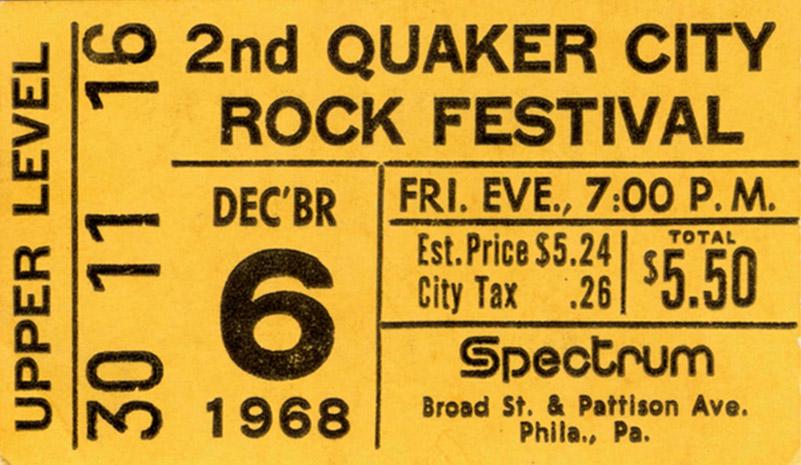 UPPER LEVEL
30 11 16
2nd QUAKER CITY
ROCK FESTIVAL
DEC'BR
6
1968
FRI. EVE., 7:00 P. M.
Est. Price $5.24
City Tax .26
TOTAL
$5.50
Spectrum
Broad St. & Pattison Ave.
Phila., Pa.